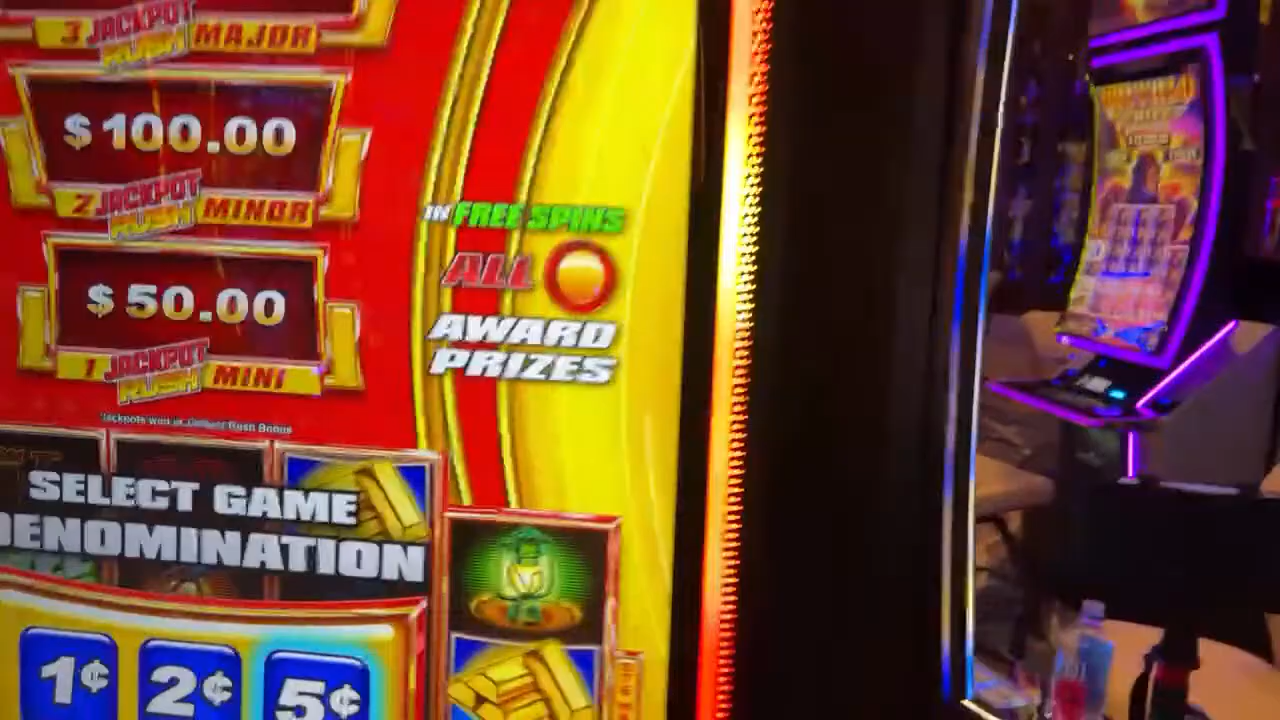 3 JACKPOT RUSH MAJOR
$100.00
2 JACKPOT RUSH MINOR
$50.00
1 JACKPOT RUSH MINI
IN FREE SPINS
ALL
AWARD
PRIZES
SELECT GAME
DENOMINATION
1¢ 2¢ 5¢